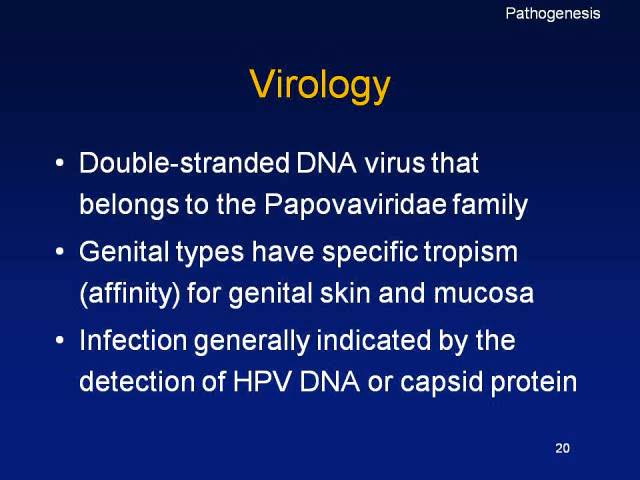 Pathogenesis
Virology
• Double-stranded DNA virus that
belongs to the Papovaviridae family
• Genital types have specific tropism
(affinity) for genital skin and mucosa
• Infection generally indicated by the
detection of HPV DNA or capsid protein
20